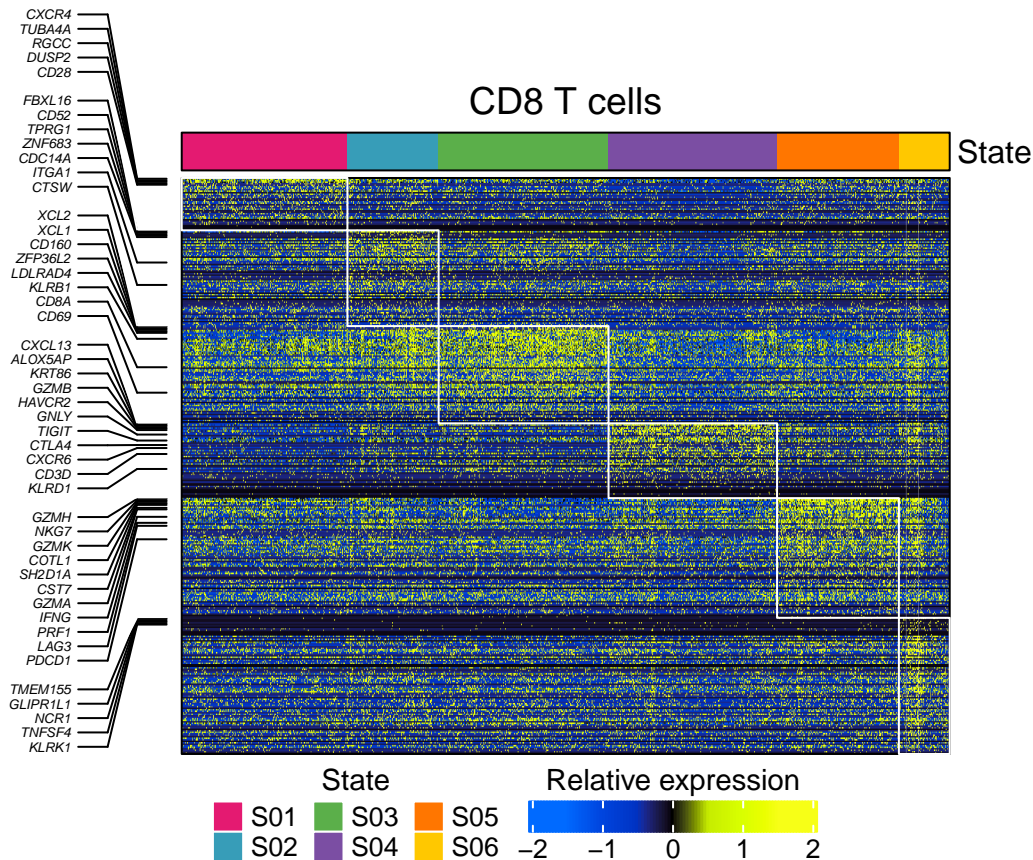 CXCR4
TUBA4A
RGCC
DUSP2
CD28
FBXL16
CD52
TPRG1
ZNF683
CDC14A
ITGA1
CTSW
XCL2
XCL1
CD160
ZFP36L2
LDLRAD4
KLRB1
CD8A
CD69
CXCL13
ALOX5AP
KRT86
GZMB
HAVCR2
GNLY
TIGIT
CTLA4
CXCR6
CD3D
KLRD1
GZMH
NKG7
GZMK
COTL1
SH2D1A
CST7
GZMA
IFNG
PRF1
LAG3
PDCD1
TMEM155
GLIPR1L1
NCR1
TNFSF4
KLRK1
CD8 T cells
State
State
S01 S03 S05
S02 S04 S06
Relative expression
−2 −1 0 1 2